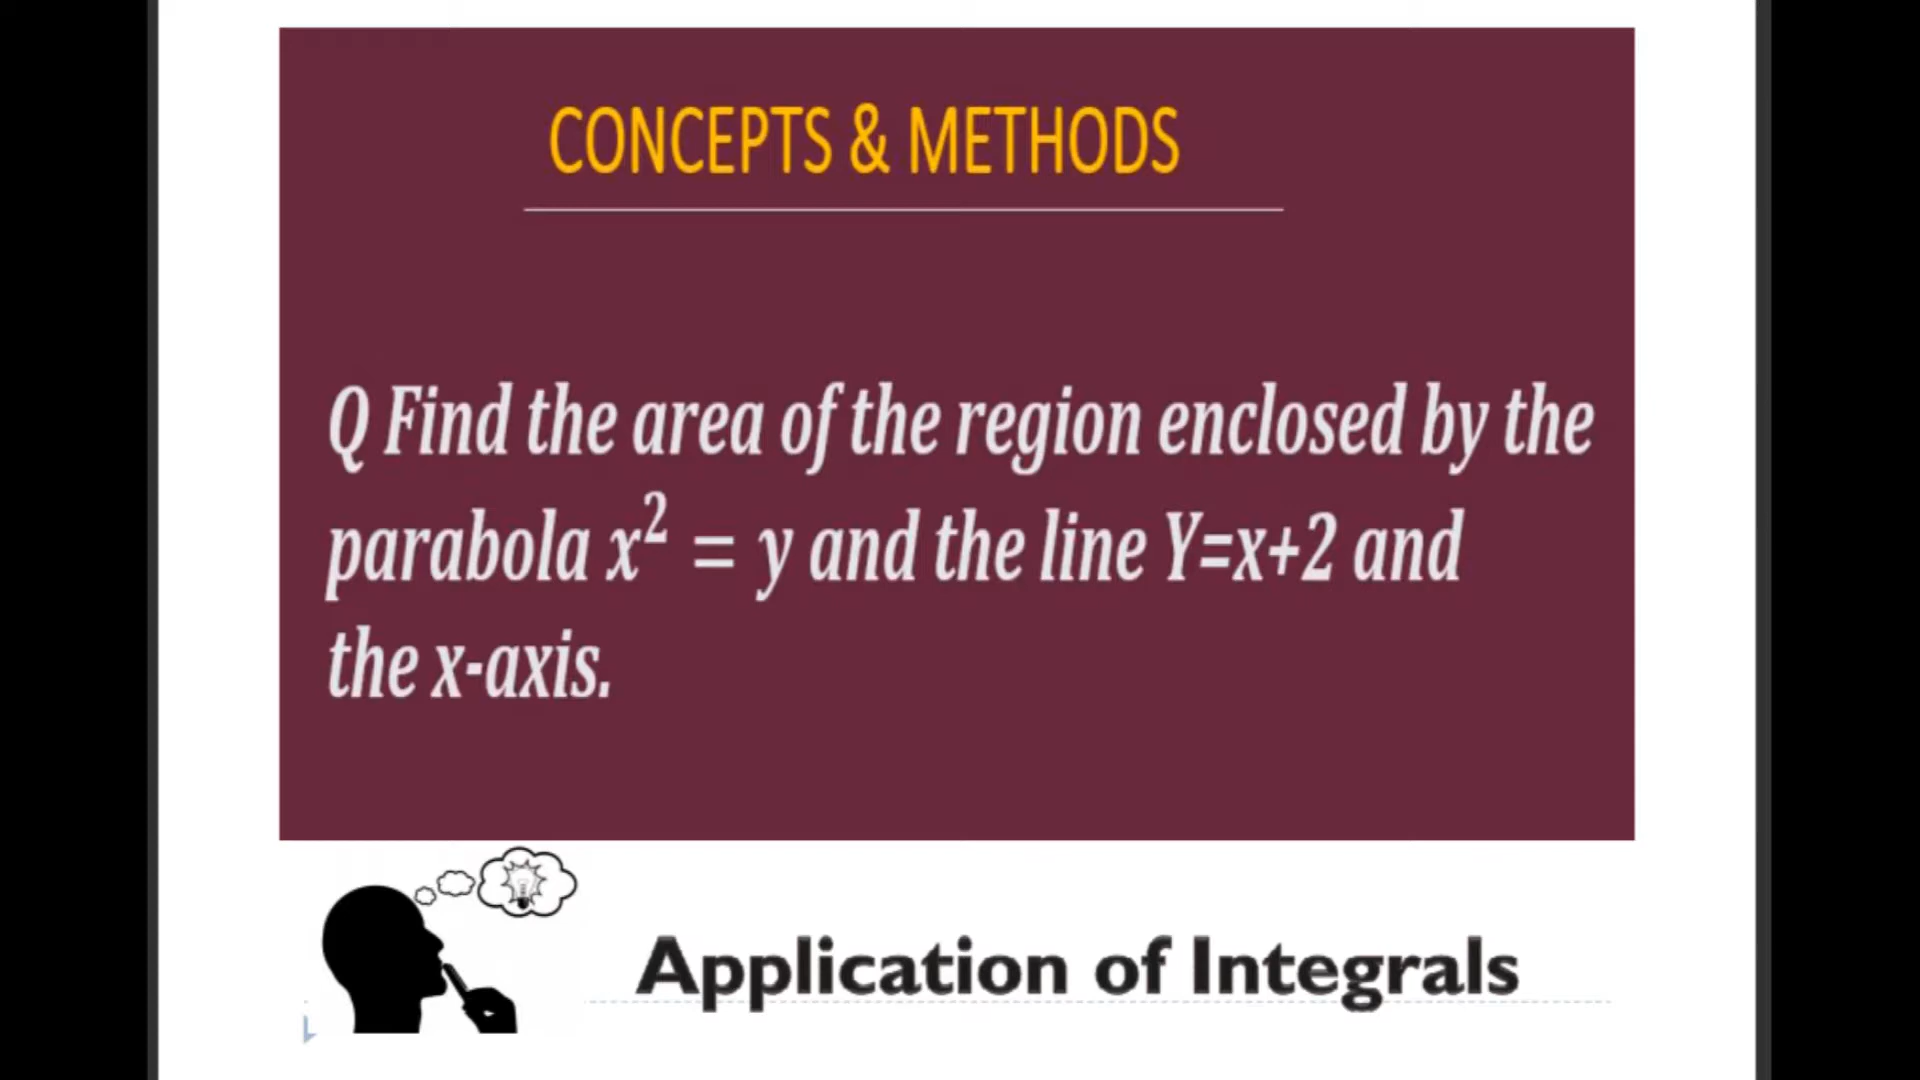 CONCEPTS & METHODS
Q Find the area of the region enclosed by the
parabola x² = y and the line Y=x+2 and
the x-axis.
Application of Integrals